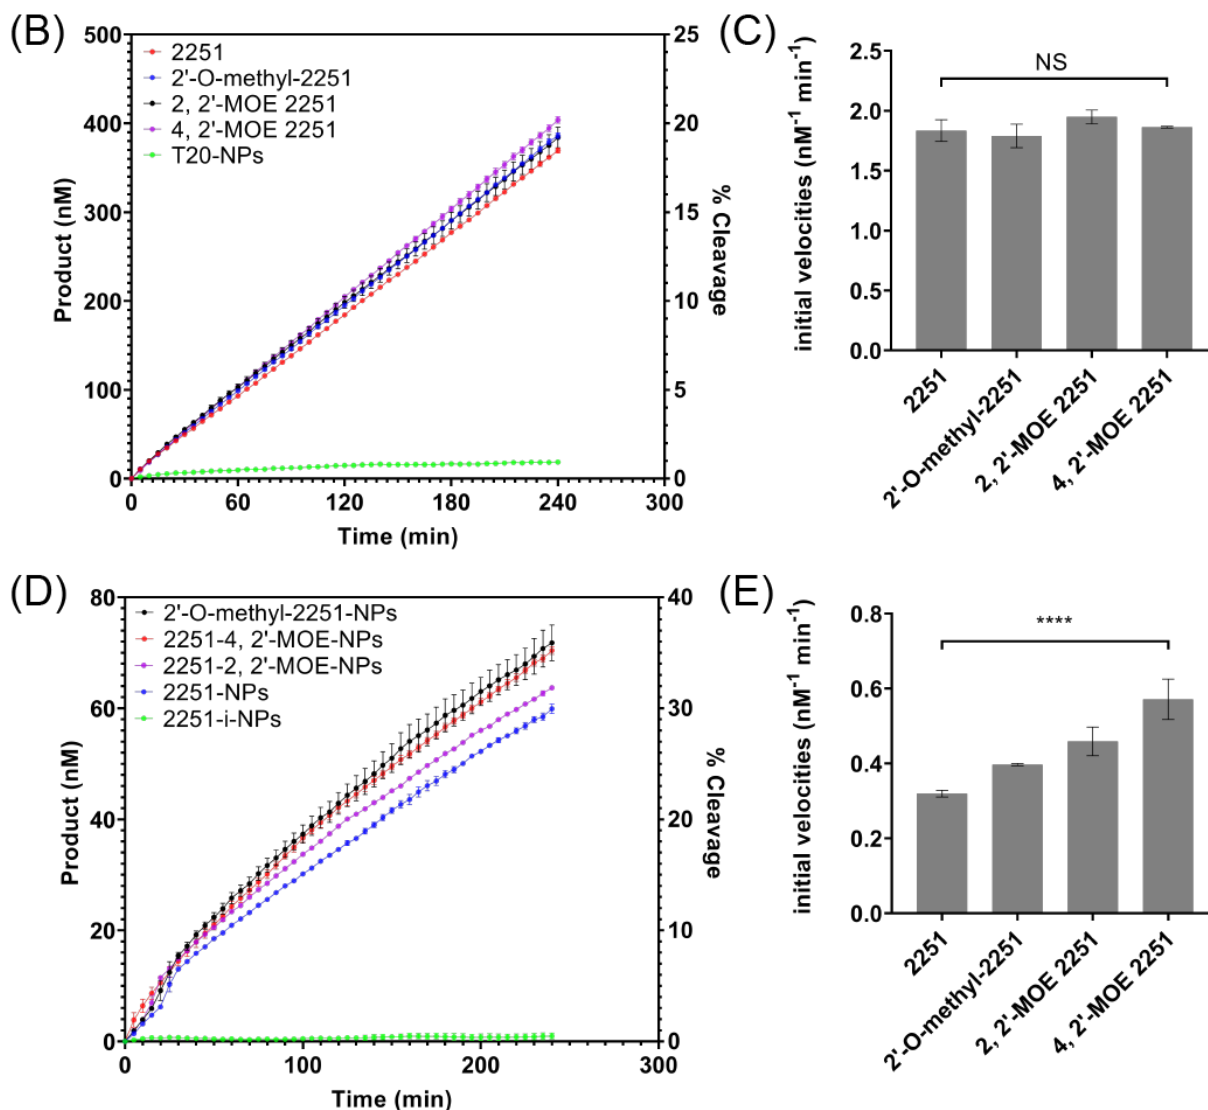 (B)
500
400
300
200
100
0
Product (nM)
2251
2'-O-methyl-2251
2, 2'-MOE 2251
4, 2'-MOE 2251
T20-NPs
25
20
15
10
5
0
% Cleavage
0 60 120 180 240 300
Time (min)
(C)
initial velocities (nM⁻¹ min⁻¹)
2.5
2.0
1.5
1.0
0.5
0.0
NS
2251
2'-O-methyl-2251
2, 2'-MOE 2251
4, 2'-MOE 2251
(D)
80
60
40
20
0
Product (nM)
2'-O-methyl-2251-NPs
2251-4, 2'-MOE-NPs
2251-2, 2'-MOE-NPs
2251-NPs
2251-i-NPs
40
30
20
10
0
% Cleavage
0 100 200 300
Time (min)
(E)
initial velocities (nM⁻¹ min⁻¹)
0.8
0.6
0.4
0.2
0.0
****
2251
2'-O-methyl-2251
2, 2'-MOE 2251
4, 2'-MOE 2251